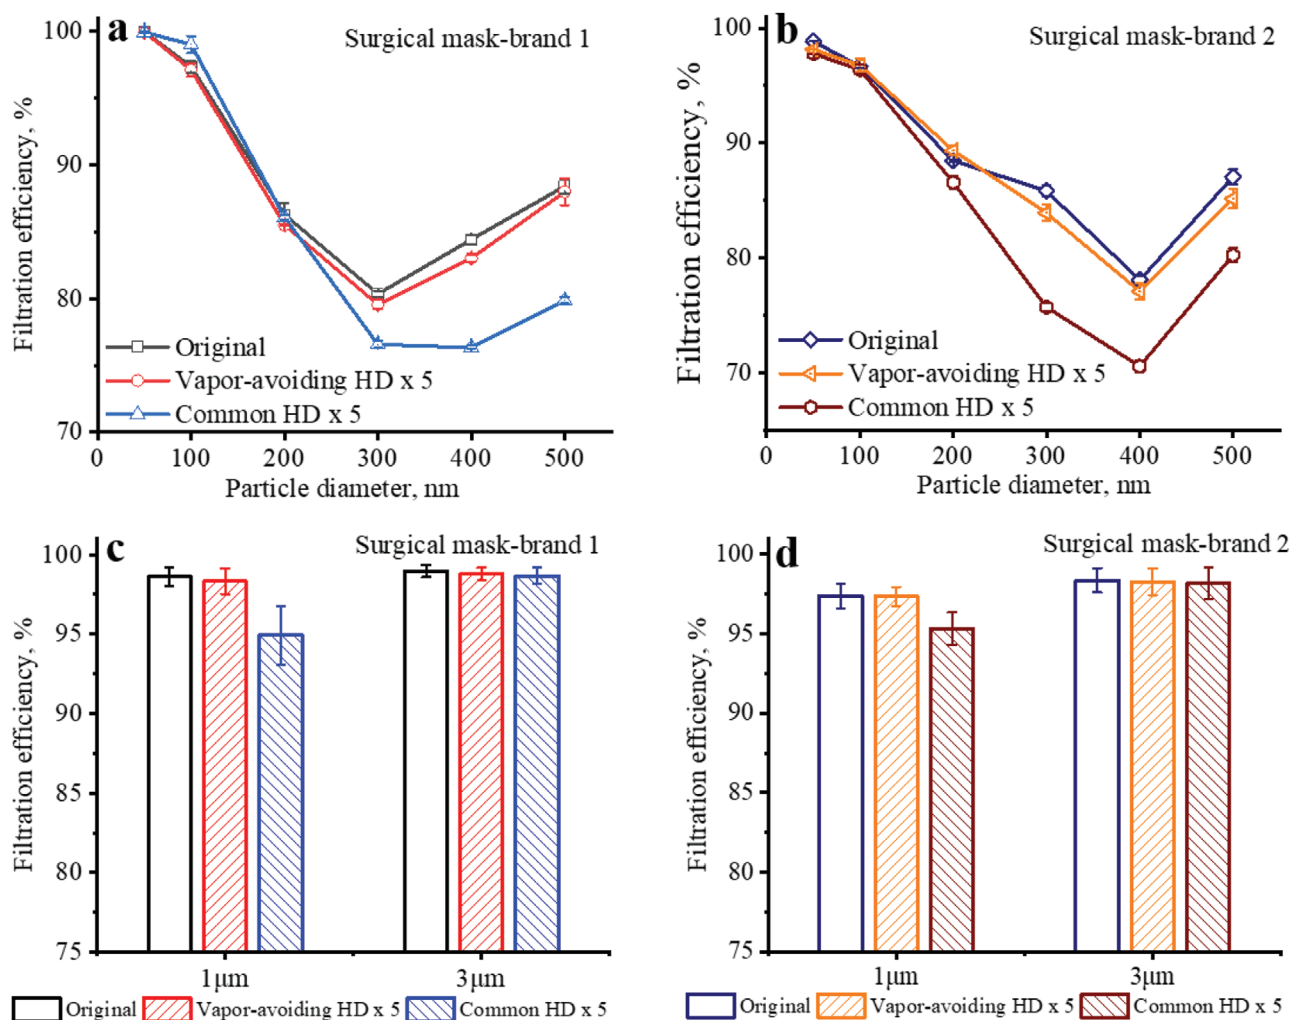 a
Surgical mask-brand 1
Filtration efficiency, %
100
90
80
70
Original
Vapor-avoiding HD x 5
Common HD x 5
0 100 200 300 400 500
Particle diameter, nm
b
Surgical mask-brand 2
Filtration efficiency, %
100
90
80
70
Original
Vapor-avoiding HD x 5
Common HD x 5
0 100 200 300 400 500
Particle diameter, nm
c
Surgical mask-brand 1
Filtration efficiency, %
100
95
90
85
80
75
1μm 3μm
Original Vapor-avoiding HD x 5 Common HD x 5
d
Surgical mask-brand 2
Filtration efficiency, %
100
95
90
85
80
75
1μm 3μm
Original Vapor-avoiding HD x 5 Common HD x 5